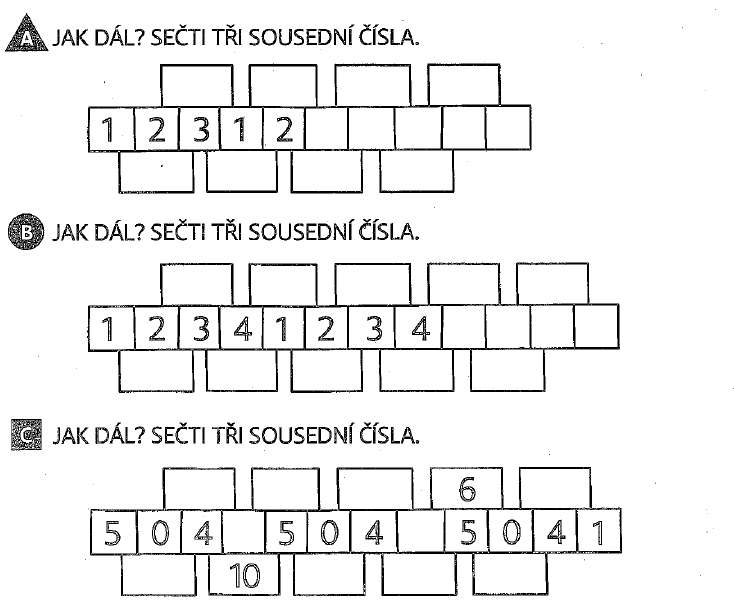 A JAK DÁL? SEČTI TŘI SOUSEDNÍ ČÍSLA.
1 2 3 1 2
B JAK DÁL? SEČTI TŘI SOUSEDNÍ ČÍSLA.
1 2 3 4 1 2 3 4
C JAK DÁL? SEČTI TŘI SOUSEDNÍ ČÍSLA.
6
5 0 4 5 0 4 5 0 4 1
10